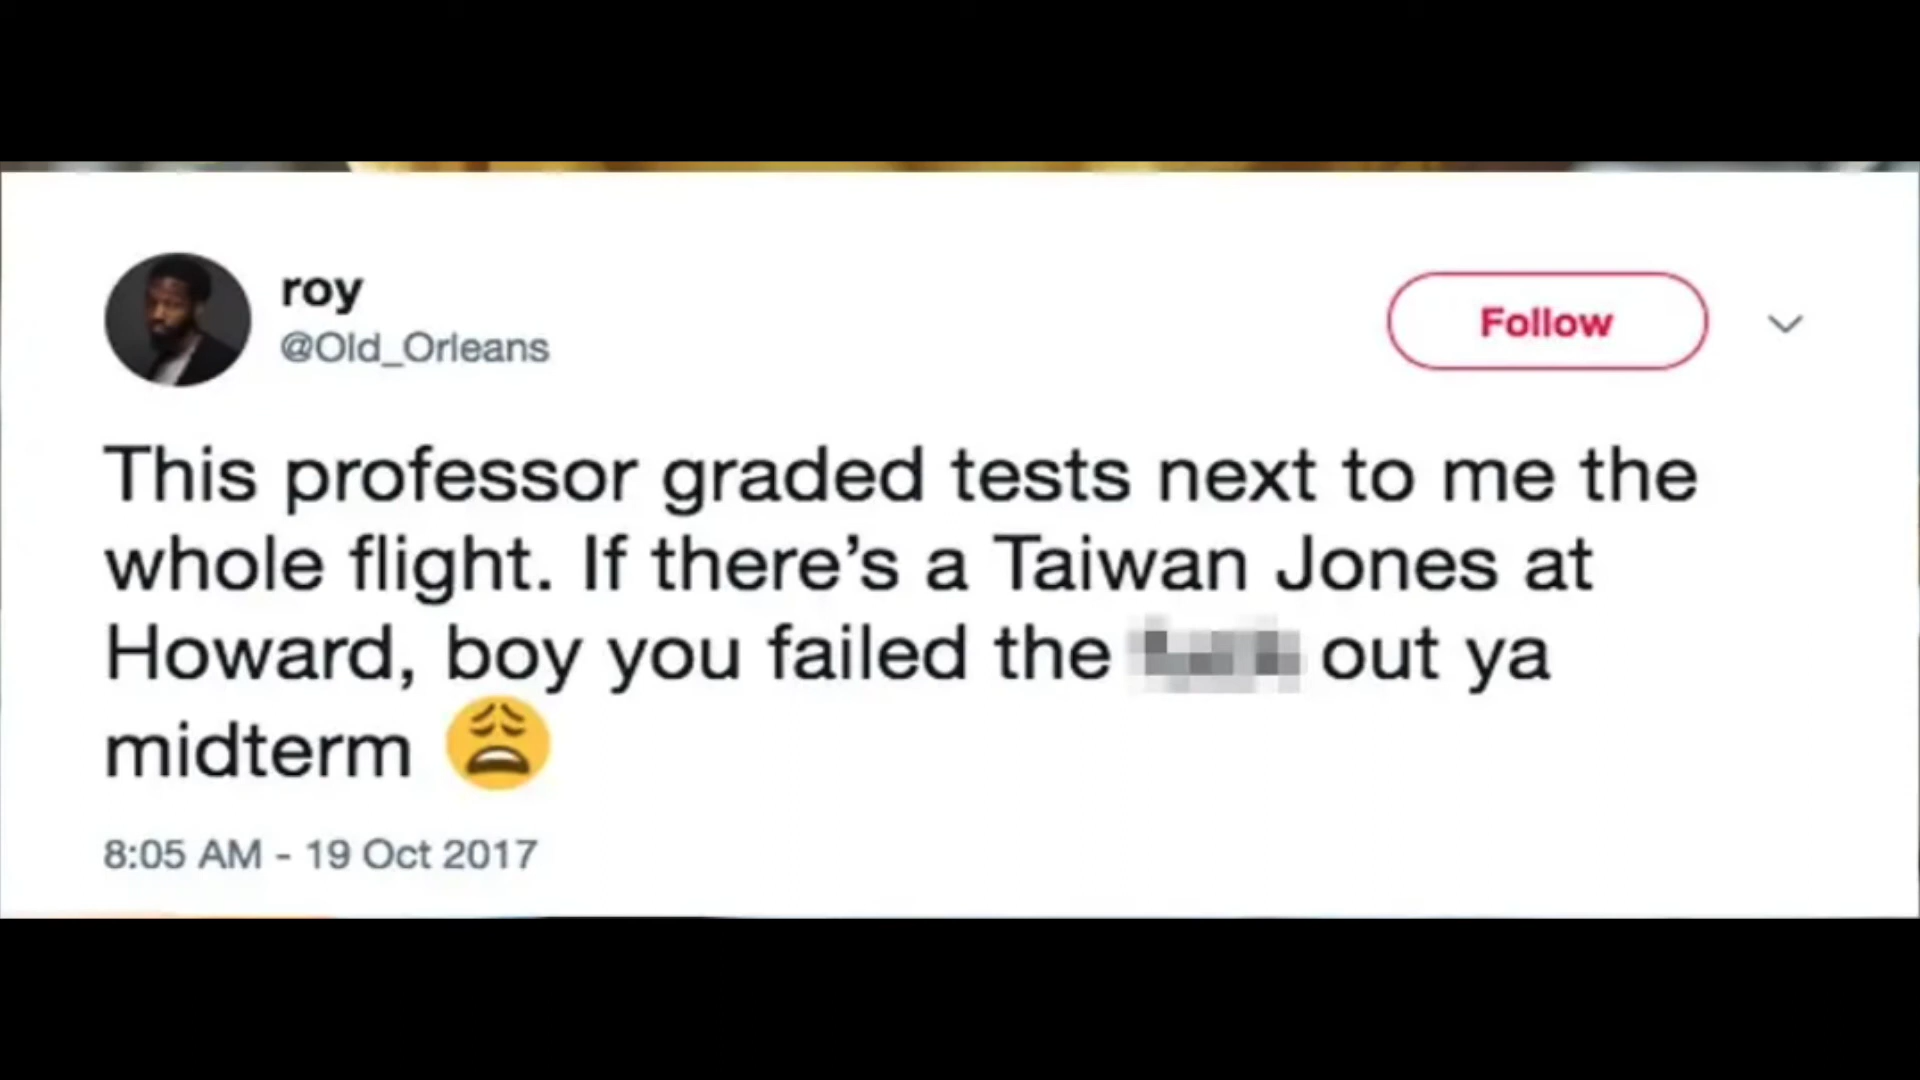 roy
@Old_Orleans
Follow
This professor graded tests next to me the
whole flight. If there’s a Taiwan Jones at
Howard, boy you failed the out ya
midterm 😩
8:05 AM - 19 Oct 2017